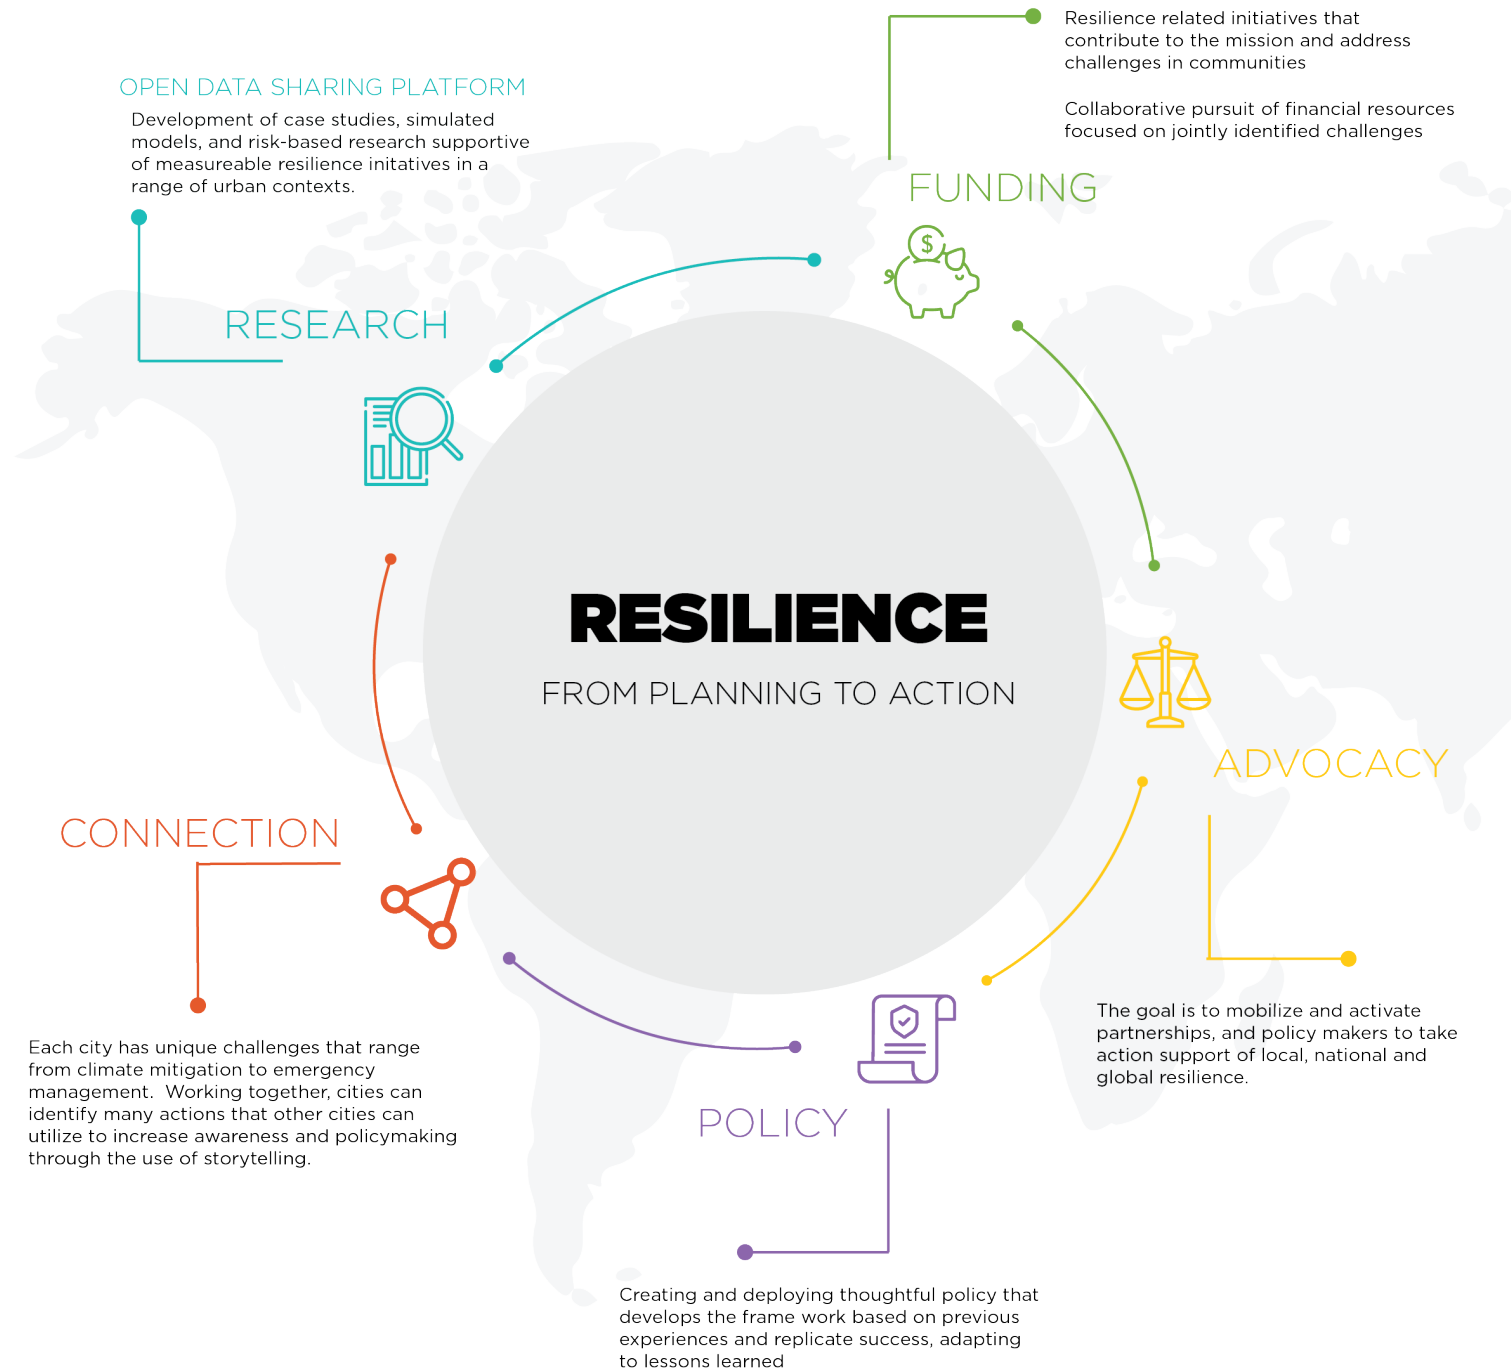 OPEN DATA SHARING PLATFORM
Development of case studies, simulated
models, and risk-based research supportive
of measureable resilience initatives in a
range of urban contexts.
RESEARCH
Resilience related initiatives that
contribute to the mission and address
challenges in communities
Collaborative pursuit of financial resources
focused on jointly identified challenges
FUNDING
$
RESILIENCE
FROM PLANNING TO ACTION
ADVOCACY
The goal is to mobilize and activate
partnerships, and policy makers to take
action support of local, national and
global resilience.
CONNECTION
Each city has unique challenges that range
from climate mitigation to emergency
management.  Working together, cities can
identify many actions that other cities can
utilize to increase awareness and policymaking
through the use of storytelling.
POLICY
Creating and deploying thoughtful policy that
develops the frame work based on previous
experiences and replicate success, adapting
to lessons learned